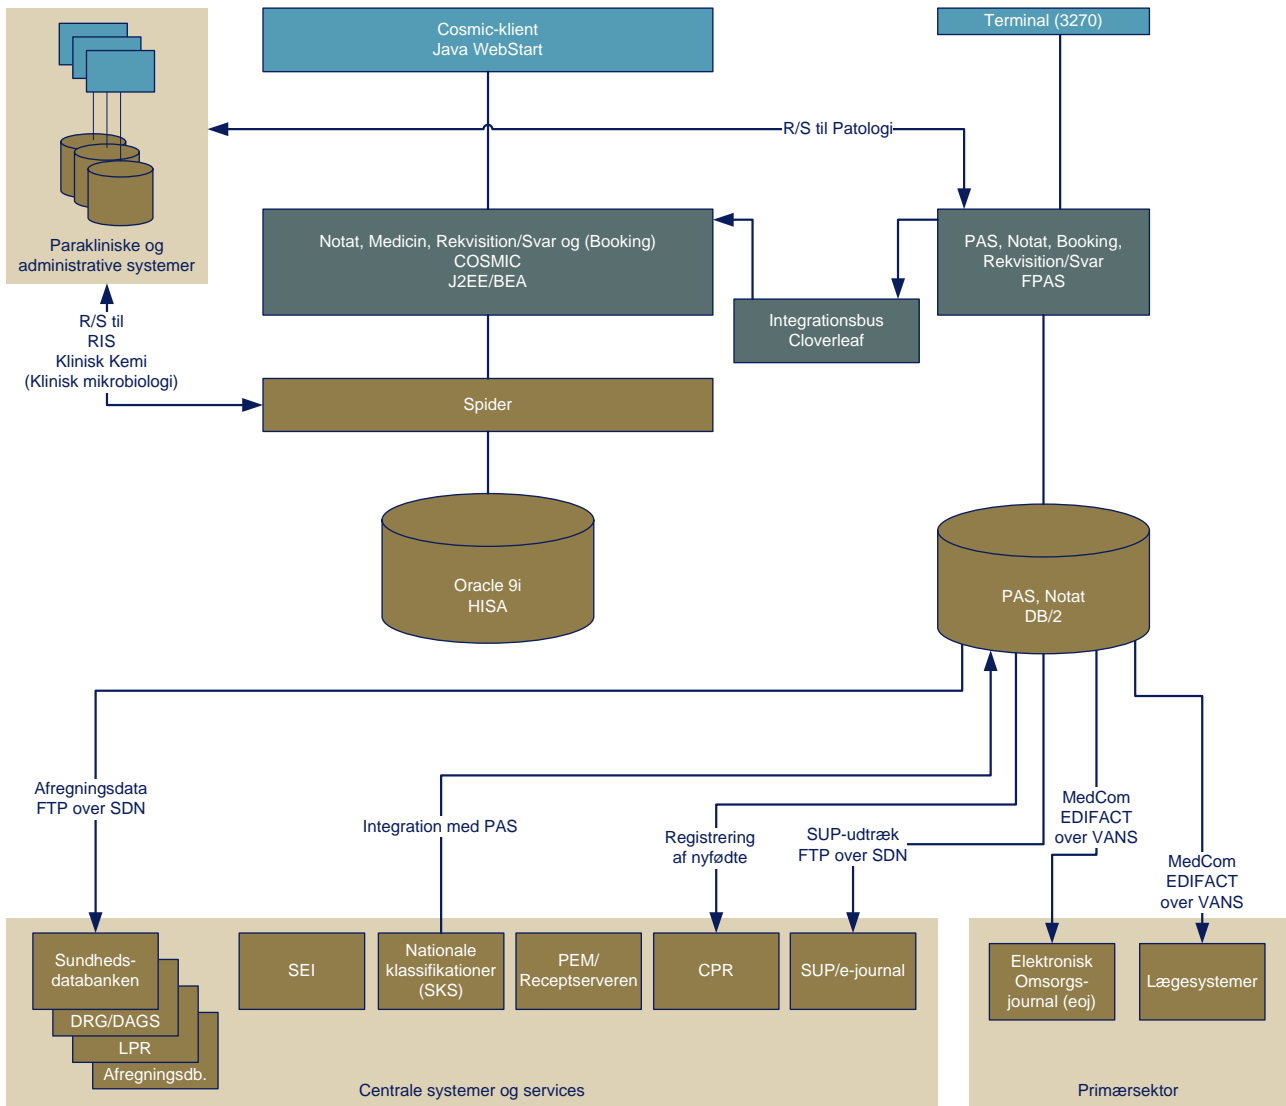 Cosmic-klient
Java WebStart
Terminal (3270)
R/S til Patologi
Parakliniske og
administrative systemer
Notat, Medicin, Rekvisition/Svar og (Booking)
COSMIC
J2EE/BEA
PAS, Notat, Booking,
Rekvisition/Svar
FPAS
Integrationsbus
Cloverleaf
R/S til
RIS
Klinisk Kemi
(Klinisk mikrobiologi)
Spider
Oracle 9i
HISA
PAS, Notat
DB/2
Afregningsdata
FTP over SDN
Integration med PAS
Registrering
af nyfødte
SUP-udtræk
FTP over SDN
MedCom
EDIFACT
over VANS
MedCom
EDIFACT
over VANS
Sundheds-
databanken
DRG/DAGS
LPR
Afregningsdb.
SEI
Nationale
klassifikationer
(SKS)
PEM/
Receptserveren
CPR
SUP/e-journal
Elektronisk
Omsorgs-
journal (eoj)
Lægesystemer
Centrale systemer og services
Primærsektor